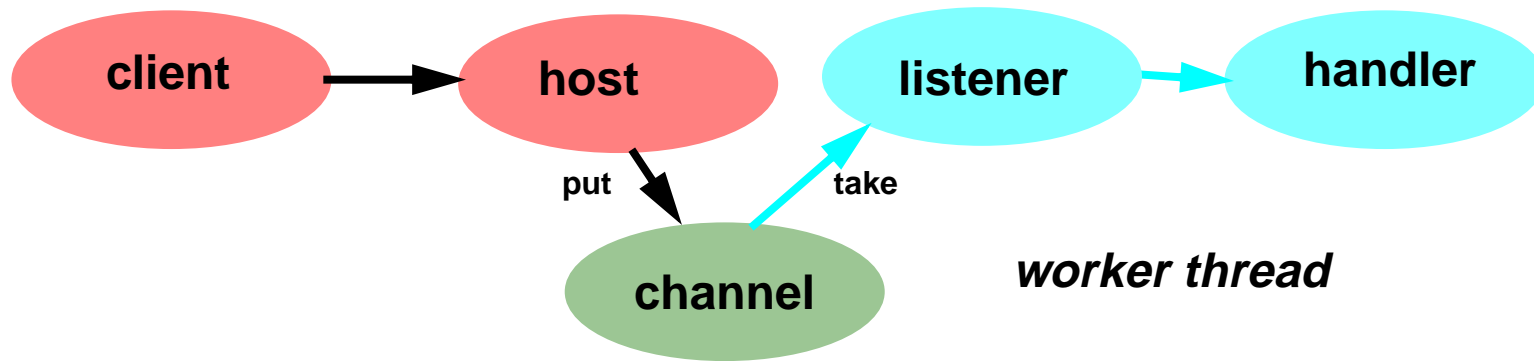 client
host
listener
handler
put
take
channel
worker thread